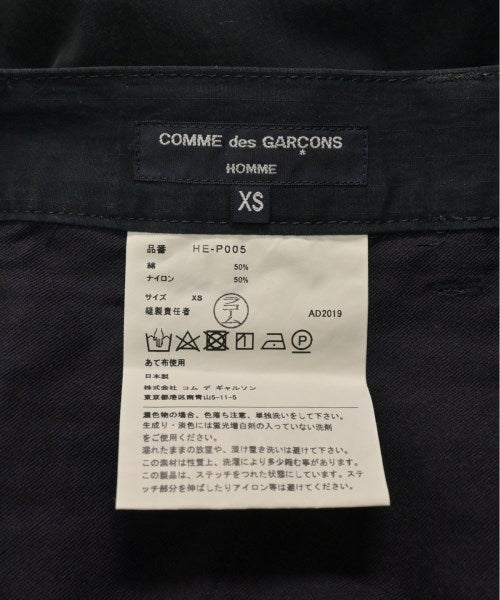 COMME des GARÇONS
HOMME
XS
品番 HE-P005
綿 50%
ナイロン 50%
サイズ XS
縫製責任者 AD2019
あて布使用
日本製
株式会社 コム デ ギャルソン
東京都港区南青山5-11-5
濃色物の場合、色落ち注意、単独洗いをして下さい。
生成り・淡色には蛍光増白剤の入っていない洗剤
をご使用下さい。
濡れたままの放置や、漬け置き洗いは避けて下さい。
この素材は性質上、洗濯により多少縮む事があります。
この製品は、ステッチをつれた状態にしています。ステ
ッチ部分を伸ばしたりアイロン等は避けてください。